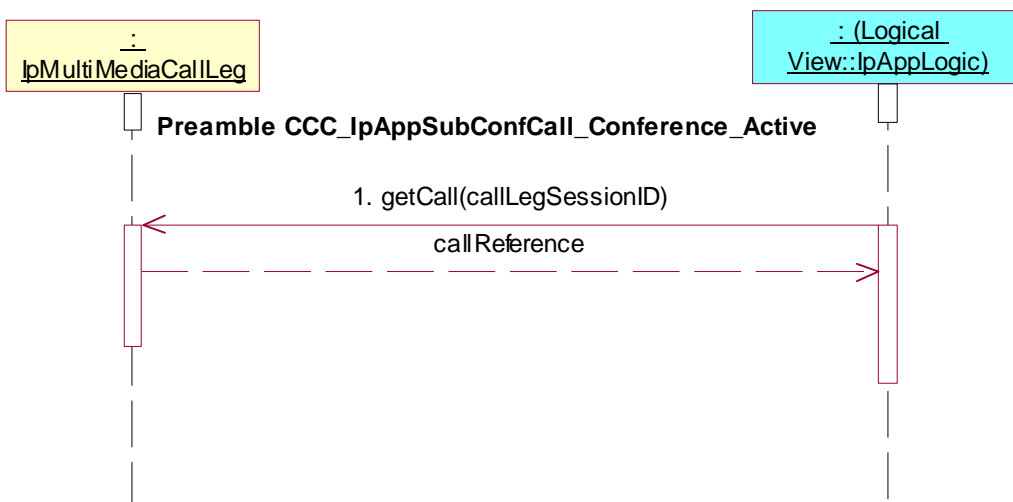 :
IpMultiMediaCallLeg
: (Logical
View::IpAppLogic)
Preamble CCC_IpAppSubConfCall_Conference_Active
1. getCall(callLegSessionID)
callReference